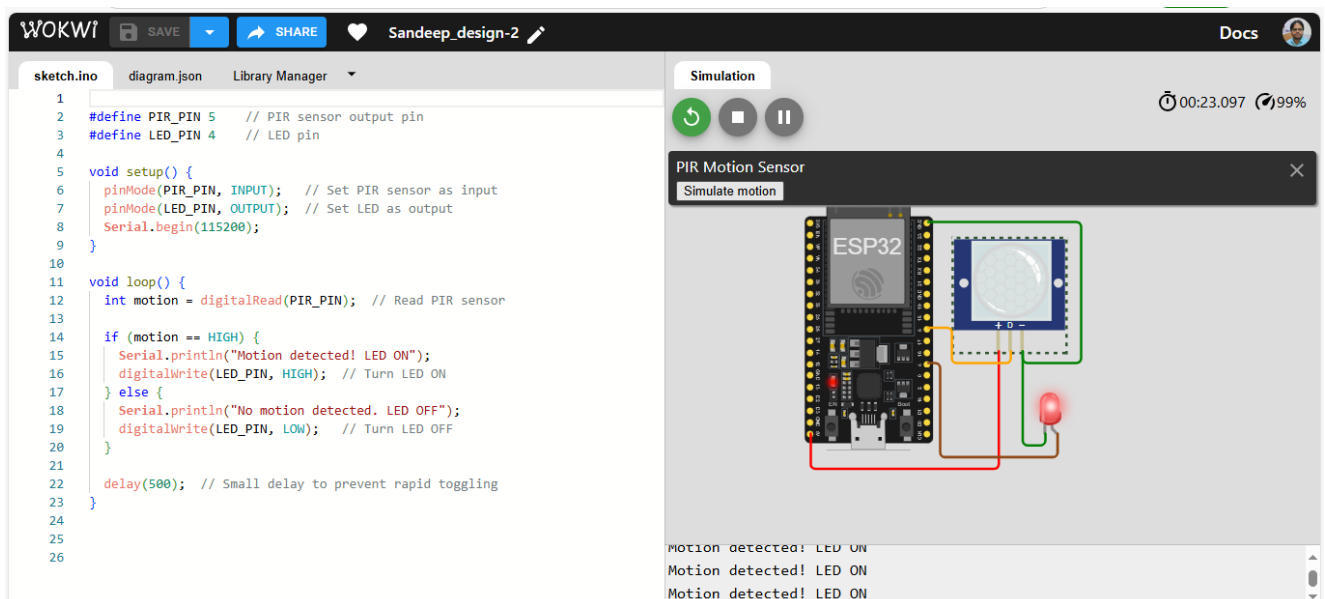 WOKWI SAVE SHARE Sandeep_design-2 Docs
sketch.ino diagram.json Library Manager
Simulation
00:23.097 99%
PIR Motion Sensor
Simulate motion
1
2 #define PIR_PIN 5    // PIR sensor output pin
3 #define LED_PIN 4    // LED pin
4
5 void setup() {
6   pinMode(PIR_PIN, INPUT);   // Set PIR sensor as input
7   pinMode(LED_PIN, OUTPUT);  // Set LED as output
8   Serial.begin(115200);
9 }
10
11 void loop() {
12   int motion = digitalRead(PIR_PIN);  // Read PIR sensor
13
14   if (motion == HIGH) {
15     Serial.println("Motion detected! LED ON");
16     digitalWrite(LED_PIN, HIGH);  // Turn LED ON
17   } else {
18     Serial.println("No motion detected. LED OFF");
19     digitalWrite(LED_PIN, LOW);   // Turn LED OFF
20   }
21
22   delay(500);  // Small delay to prevent rapid toggling
23 }
24
25
26
ESP32
+ D −
EN
Boot
Motion detected! LED ON
Motion detected! LED ON
Motion detected! LED ON